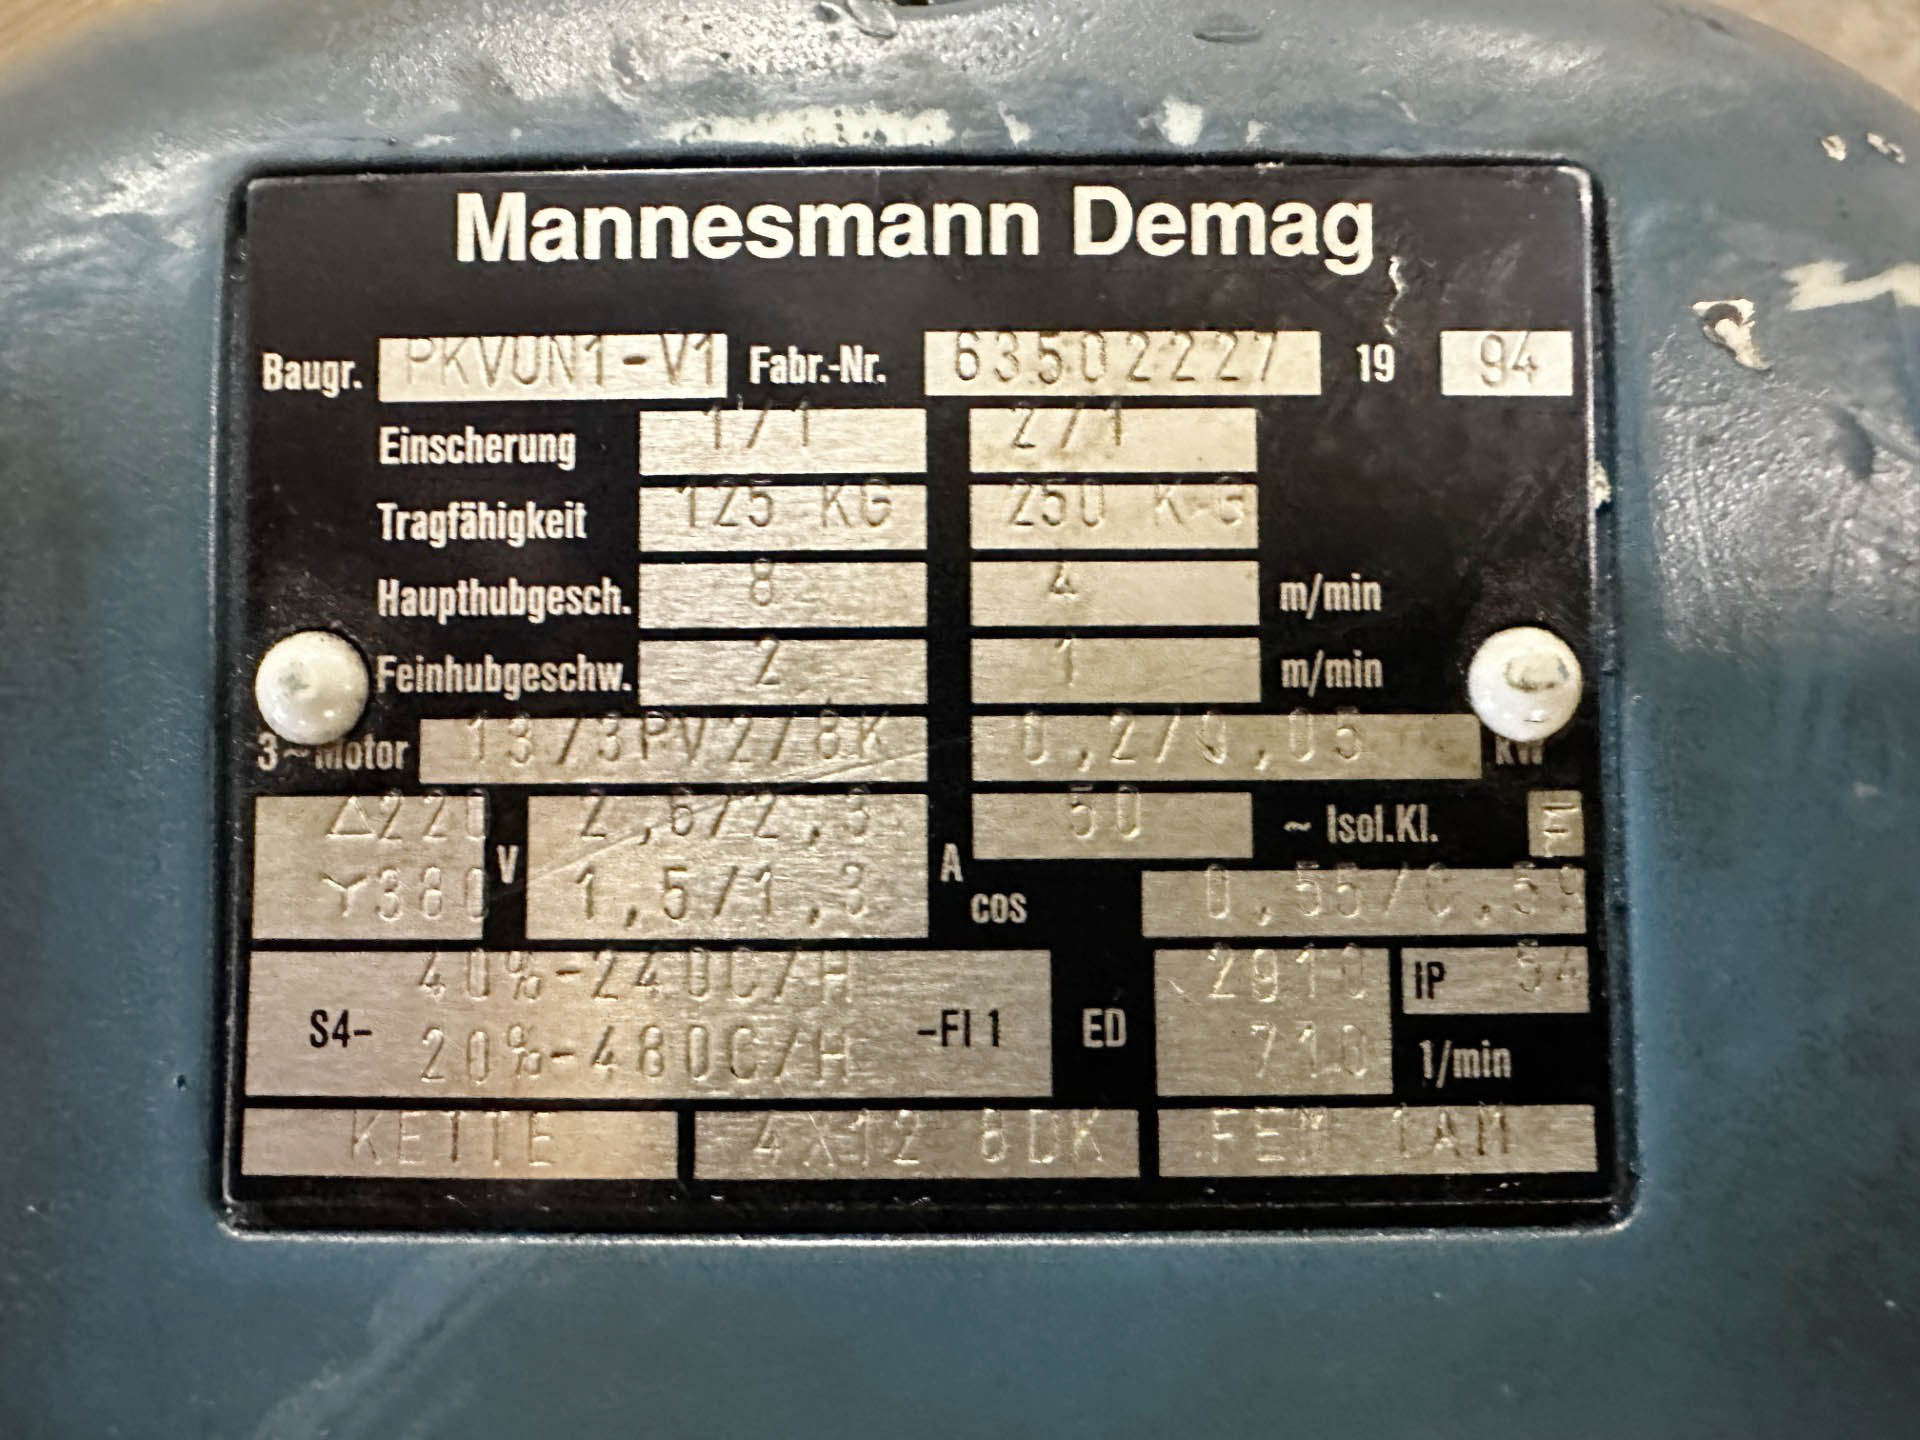 Mannesmann Demag
Baugr. PKVUN1-V1 Fabr.-Nr. 63502227 19 94
Einscherung 1/1 2/1
Tragfähigkeit 125 KG 250 KG
Haupthubgesch. 8 4 m/min
Feinhubgeschw. 2 1 m/min
3~Motor 13/3PV2/8K 0,2/0,05 kW
△220 V 2,6/2,3 A 50 ~ Isol.Kl. F
Y380 1,5/1,3 cos 0,55/0,59
S4- 40%-240C/H -FI 1 ED 2910 IP 54
20%-480C/H 710 1/min
KETTE 4X12 8DK FEM 1AM